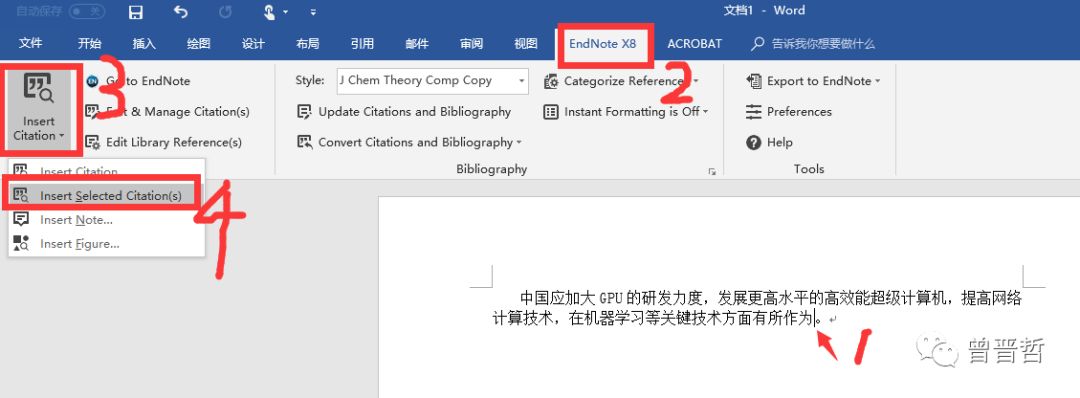 自动保存 关 文档1 - Word
文件 开始 插入 绘图 设计 布局 引用 邮件 审阅 视图 EndNote X8 ACROBAT 告诉我你想要做什么
Insert Citation
Go to EndNote
Edit & Manage Citation(s)
Edit Library Reference(s)
Style: J Chem Theory Comp Copy
Update Citations and Bibliography
Convert Citations and Bibliography
Categorize References
Instant Formatting is Off
Bibliography
Export to EndNote
Preferences
Help
Tools
Insert Citation
Insert Selected Citation(s)
Insert Note...
Insert Figure...
3
2
4
中国应加大 GPU 的研发力度，发展更高水平的高效能超级计算机，提高网络
计算技术，在机器学习等关键技术方面有所作为。
1
曾晋哲